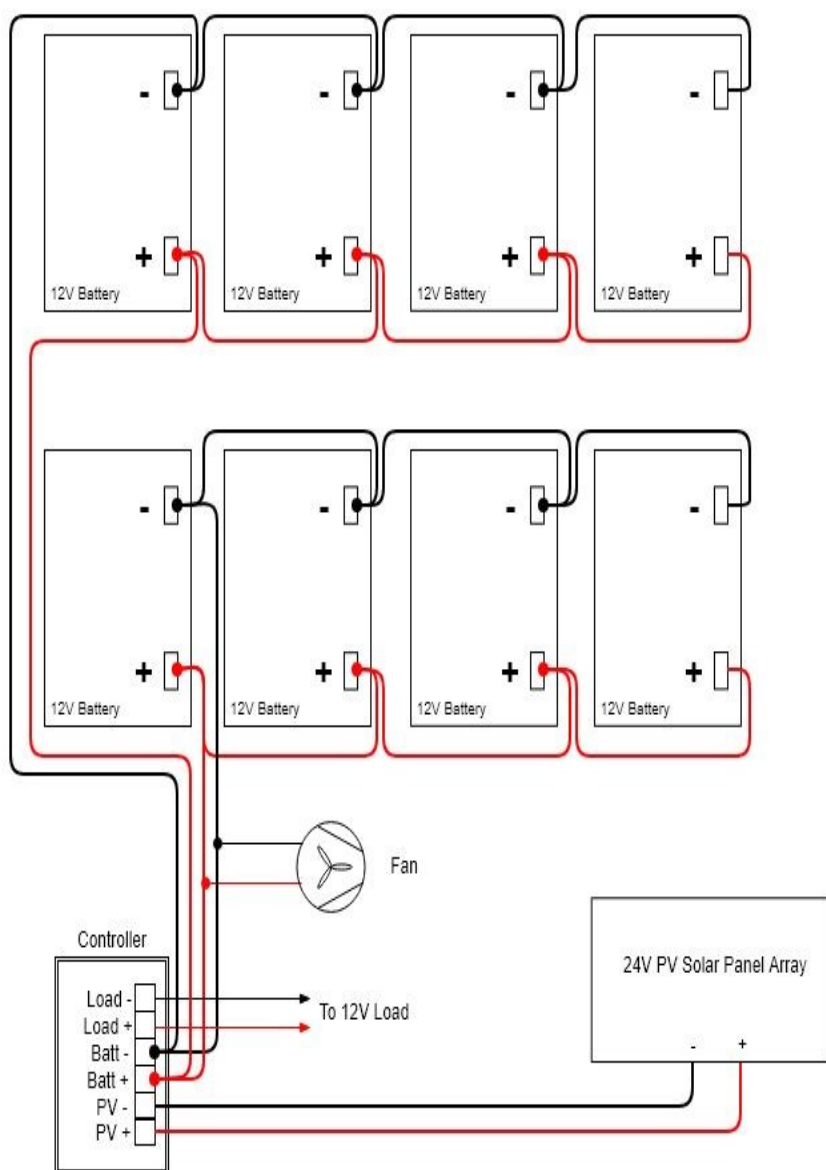 -
-
-
-
+
+
+
+
12V Battery
12V Battery
12V Battery
12V Battery
-
-
-
-
+
+
+
+
12V Battery
12V Battery
12V Battery
12V Battery
Fan
Controller
24V PV Solar Panel Array
- +
Load -
To 12V Load
Load +
Batt -
Batt +
PV -
PV +